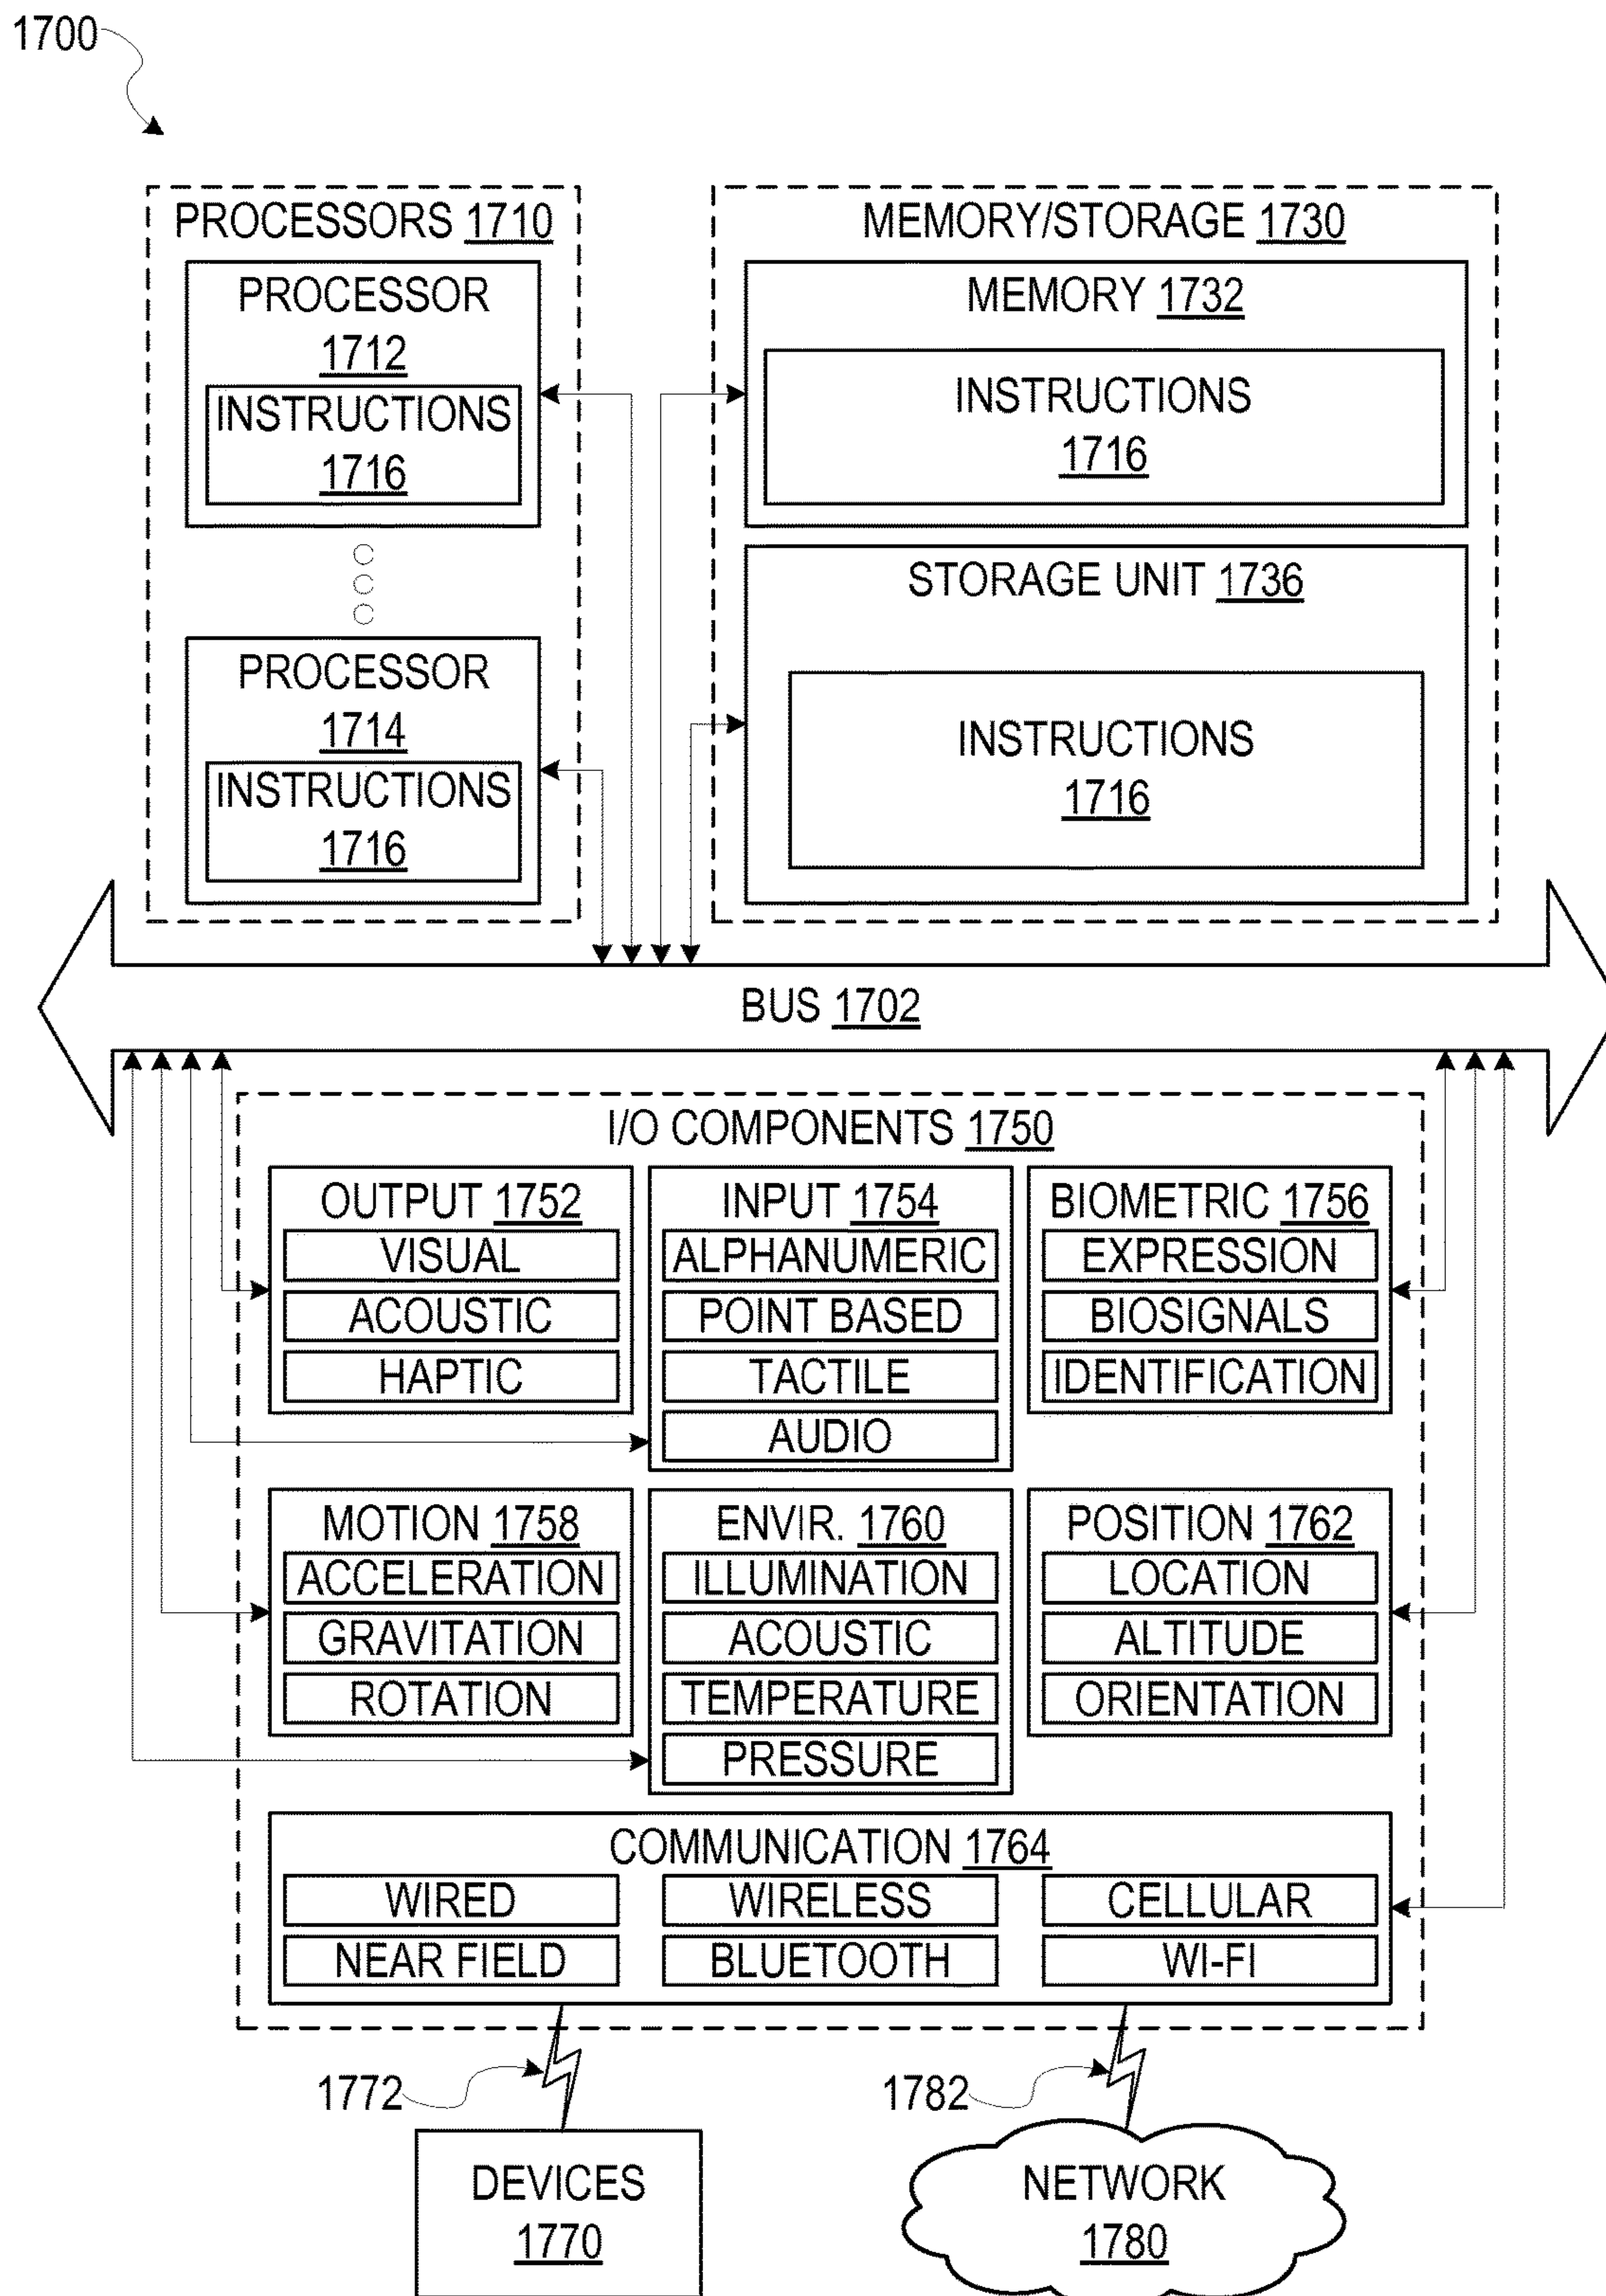 1700
PROCESSORS 1710
PROCESSOR
1712
INSTRUCTIONS
1716
PROCESSOR
1714
INSTRUCTIONS
1716
MEMORY/STORAGE 1730
MEMORY 1732
INSTRUCTIONS
1716
STORAGE UNIT 1736
INSTRUCTIONS
1716
BUS 1702
I/O COMPONENTS 1750
OUTPUT 1752
VISUAL
ACOUSTIC
HAPTIC
INPUT 1754
ALPHANUMERIC
POINT BASED
TACTILE
AUDIO
BIOMETRIC 1756
EXPRESSION
BIOSIGNALS
IDENTIFICATION
MOTION 1758
ACCELERATION
GRAVITATION
ROTATION
ENVIR. 1760
ILLUMINATION
ACOUSTIC
TEMPERATURE
PRESSURE
POSITION 1762
LOCATION
ALTITUDE
ORIENTATION
COMMUNICATION 1764
WIRED
WIRELESS
CELLULAR
NEAR FIELD
BLUETOOTH
WI-FI
1772
1782
DEVICES
1770
NETWORK
1780